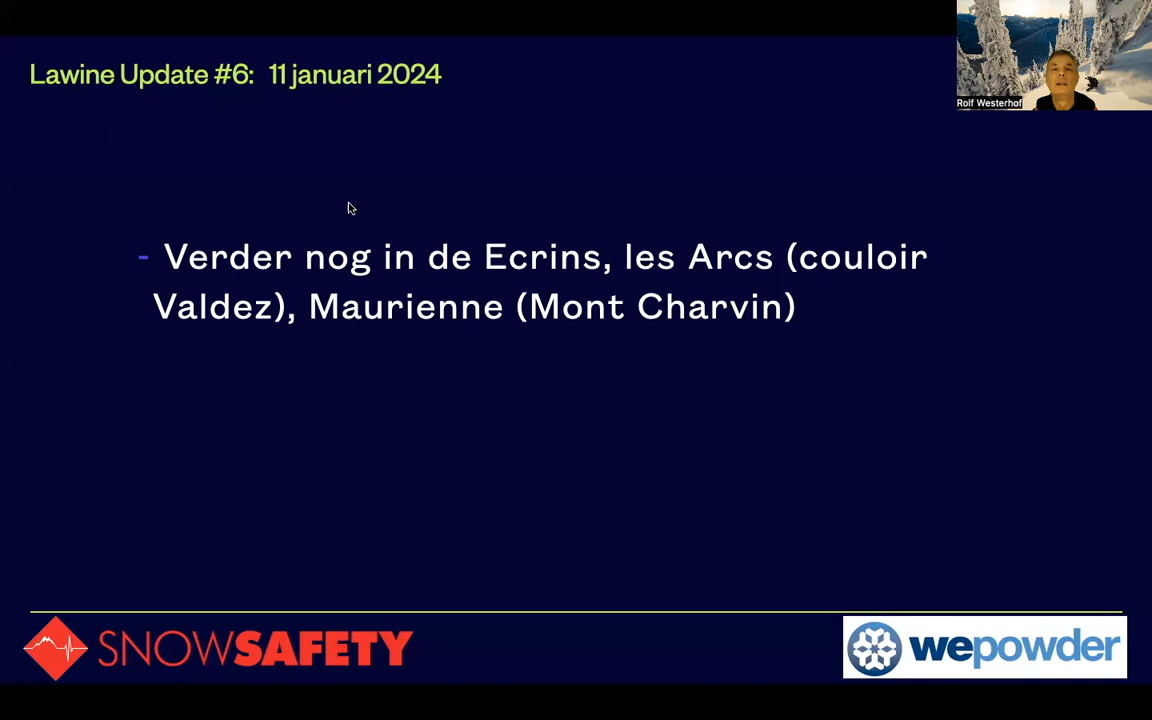 Lawine Update #6: 11 januari 2024
Rolf Westerhof
- Verder nog in de Ecrins, les Arcs (couloir
Valdez), Maurienne (Mont Charvin)
SNOWSAFETY
wepowder